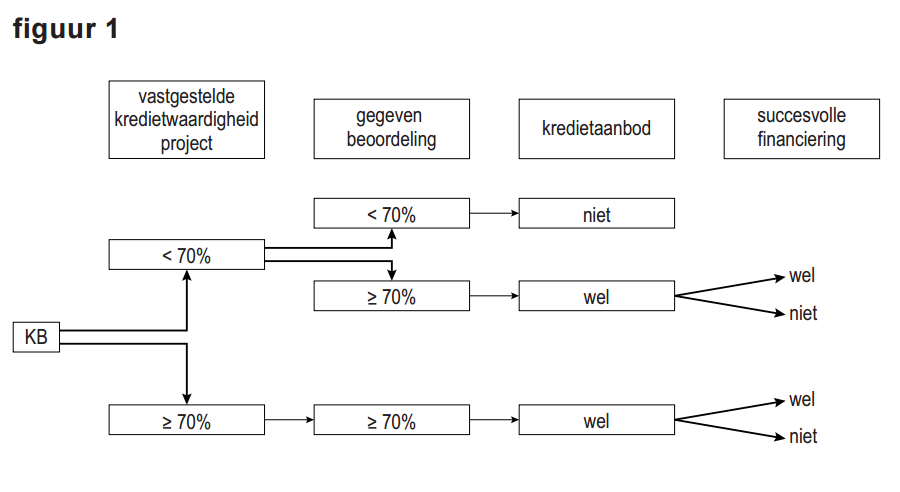 figuur 1
vastgestelde
kredietwaardigheid
project
gegeven
beoordeling
kredietaanbod
succesvolle
financiering
< 70%
niet
< 70%
≥ 70%
wel
wel
niet
KB
≥ 70%
≥ 70%
wel
wel
niet